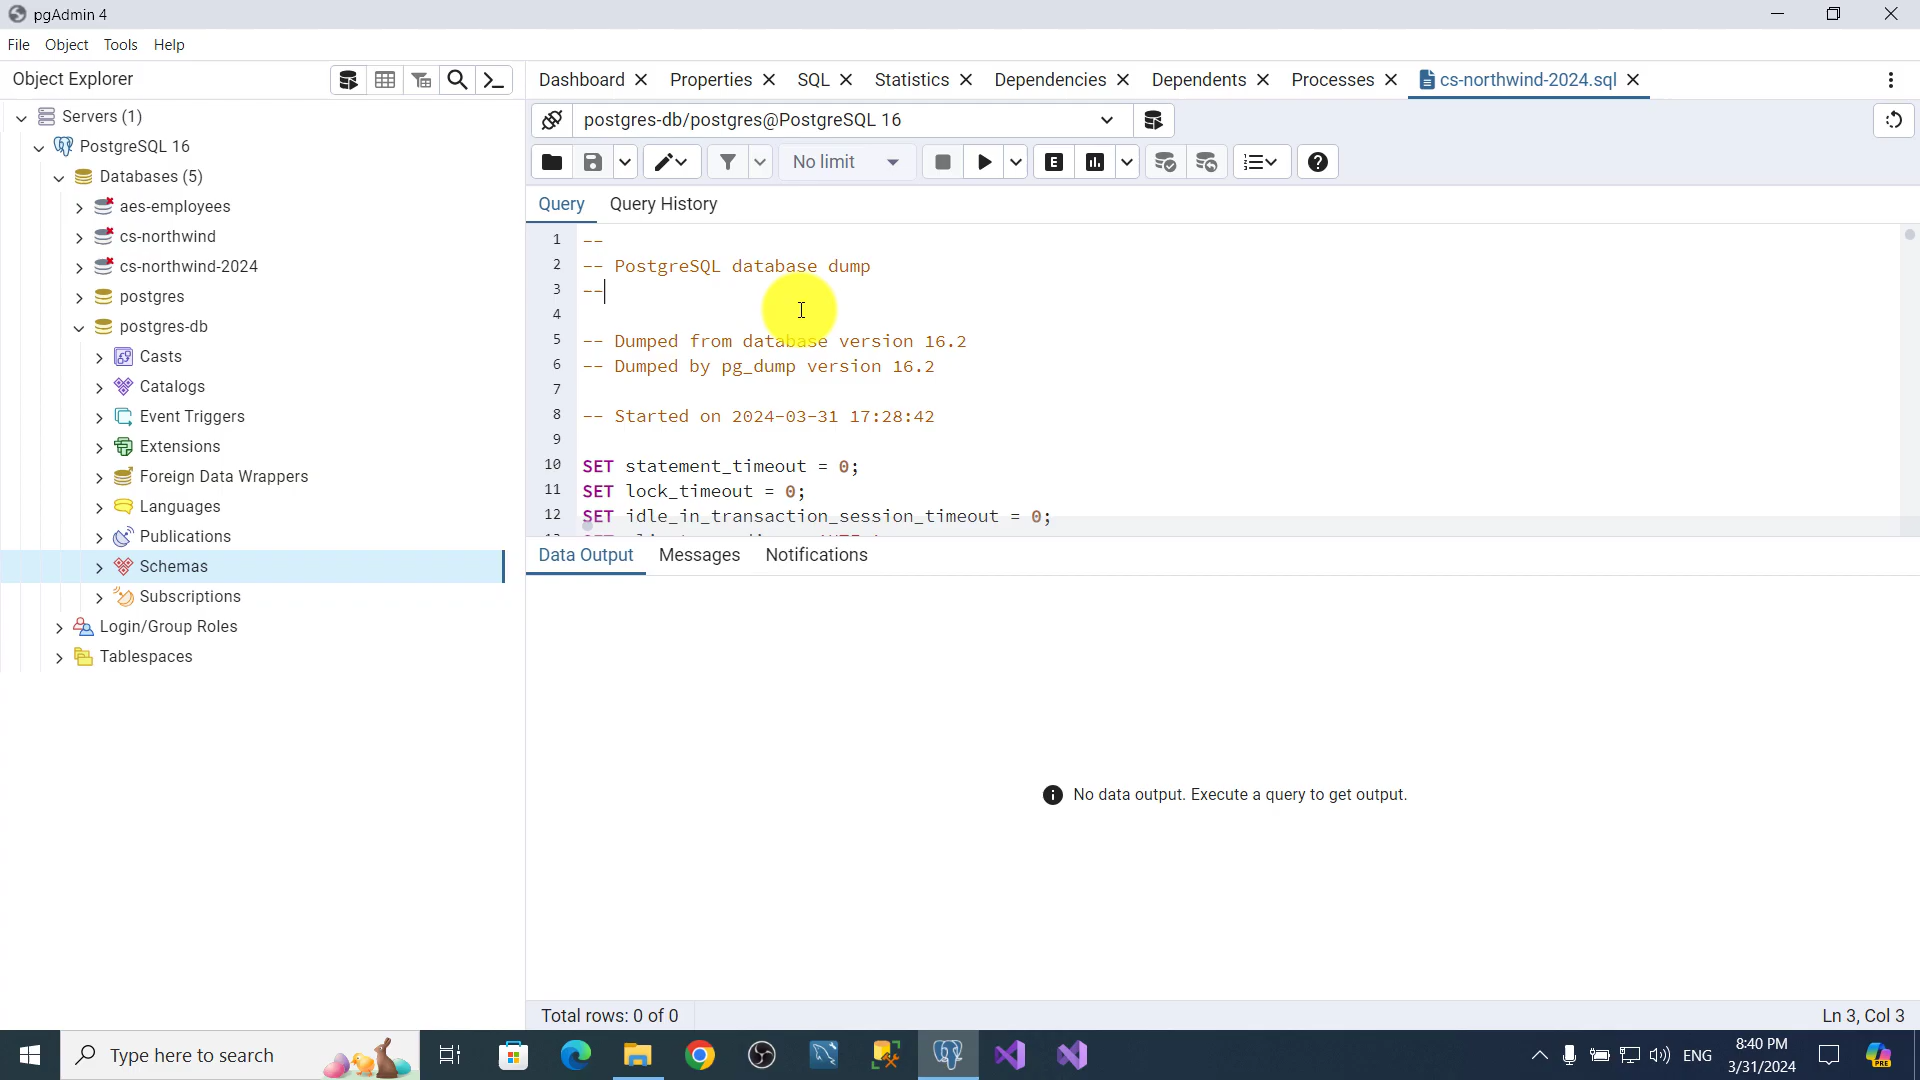 pgAdmin 4
File Object Tools Help
Object Explorer
Servers (1)
PostgreSQL 16
Databases (5)
aes-employees
cs-northwind
cs-northwind-2024
postgres
postgres-db
Casts
Catalogs
Event Triggers
Extensions
Foreign Data Wrappers
Languages
Publications
Schemas
Subscriptions
Login/Group Roles
Tablespaces
Dashboard Properties SQL Statistics Dependencies Dependents Processes cs-northwind-2024.sql
postgres-db/postgres@PostgreSQL 16
No limit E
Query Query History
1 --
2 -- PostgreSQL database dump
3 --
4
5 -- Dumped from database version 16.2
6 -- Dumped by pg_dump version 16.2
7
8 -- Started on 2024-03-31 17:28:42
9
10 SET statement_timeout = 0;
11 SET lock_timeout = 0;
12 SET idle_in_transaction_session_timeout = 0;
Data Output Messages Notifications
No data output. Execute a query to get output.
Total rows: 0 of 0
Ln 3, Col 3
Type here to search
ENG
8:40 PM
3/31/2024
PRE